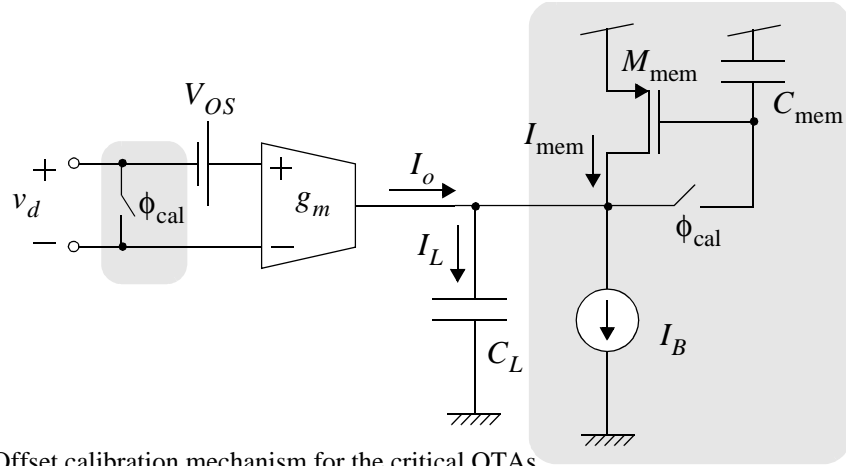 V_OS
M_mem
C_mem
I_mem
+
v_d
−
ϕ_cal
+
−
g_m
I_o
I_L
C_L
ϕ_cal
I_B
Offset calibration mechanism for the critical OTAs